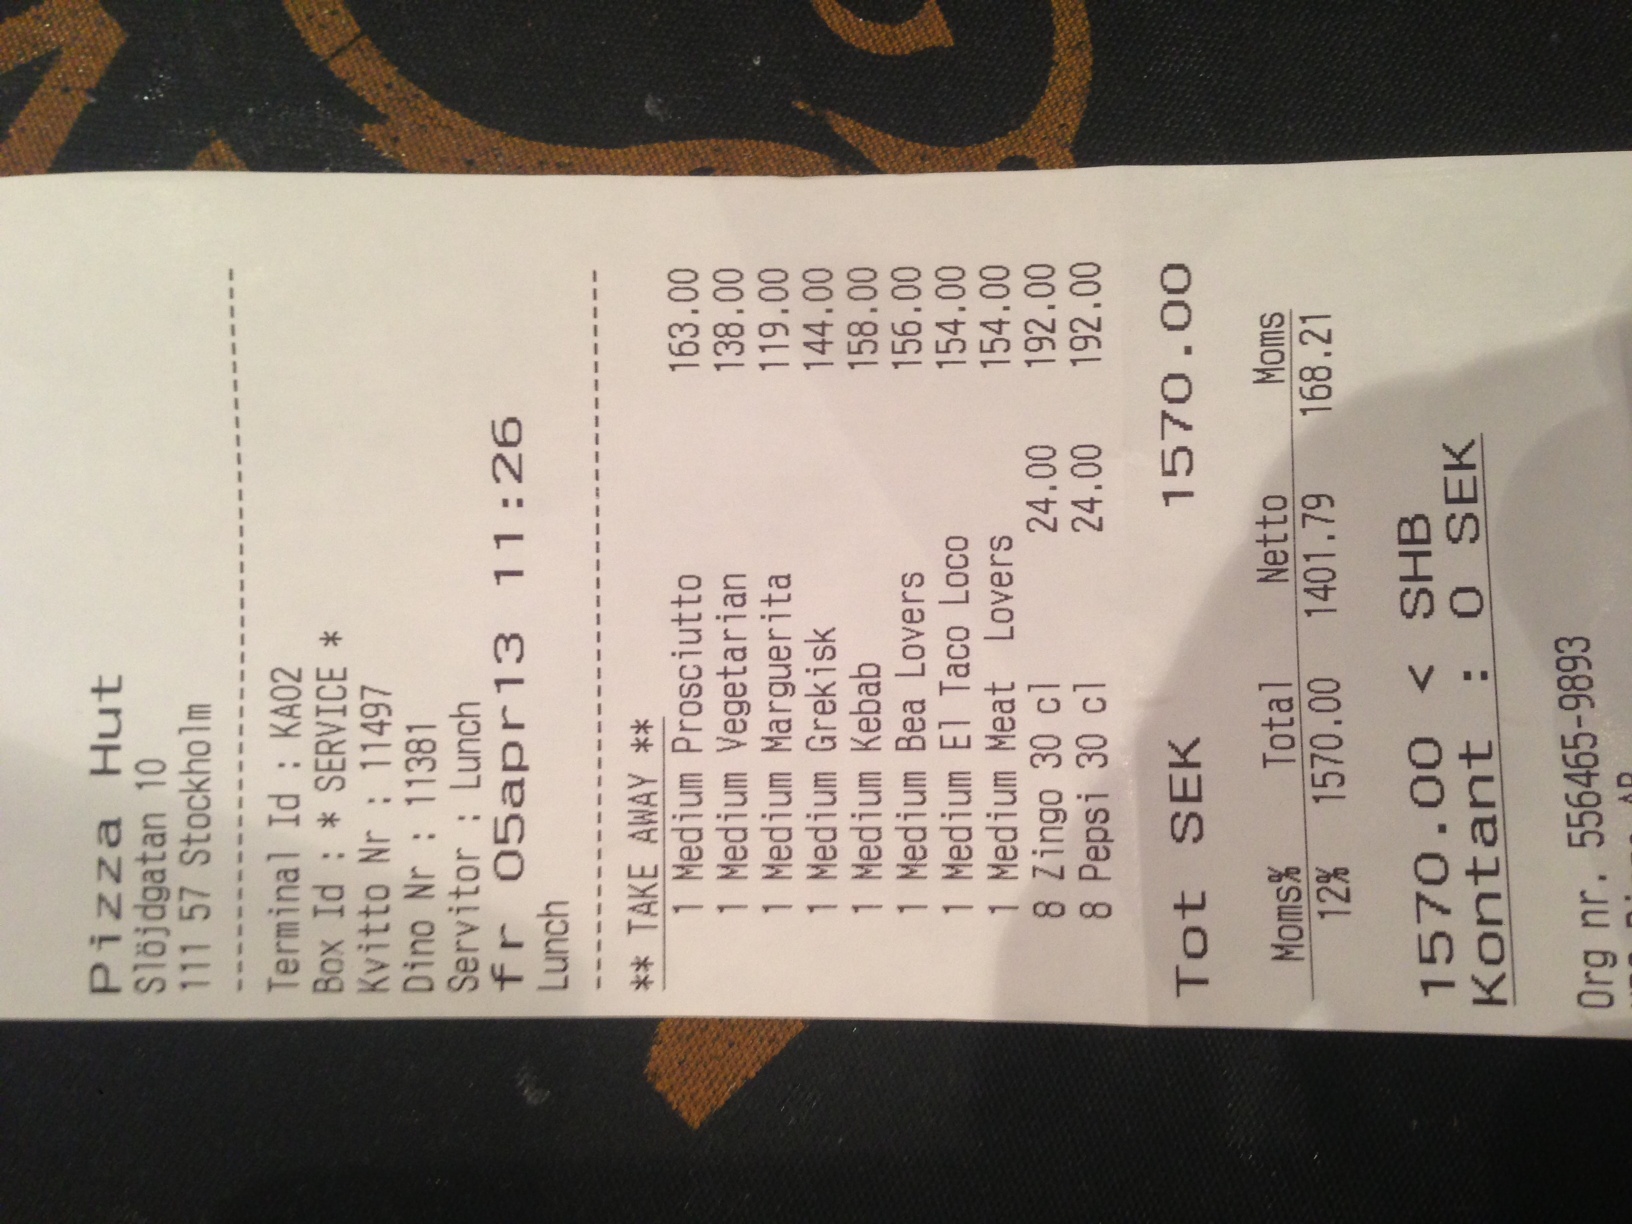 Pizza Hut
Slöjdgatan 10
111 57 Stockholm
----------------------------------------
Terminal Id : KA02
Box Id : * SERVICE *
Kvitto Nr : 11497
Dino Nr : 11381
Servitor : Lunch
fr 05apr13 11:26
Lunch
----------------------------------------
** TAKE AWAY **
1 Medium Prosciutto 163.00
1 Medium Vegetarian 138.00
1 Medium Marguerita 119.00
1 Medium Grekisk 144.00
1 Medium Kebab 158.00
1 Medium Bea Lovers 156.00
1 Medium El Taco Loco 154.00
1 Medium Meat  Lovers 154.00
8 Zingo 30 cl 24.00 192.00
8 Pepsi 30 cl 24.00 192.00
Tot SEK 1570.00
Moms% Total Netto Moms
12% 1570.00 1401.79 168.21
1570.00 < SHB
Kontant : 0 SEK
Org nr. 556465-9893